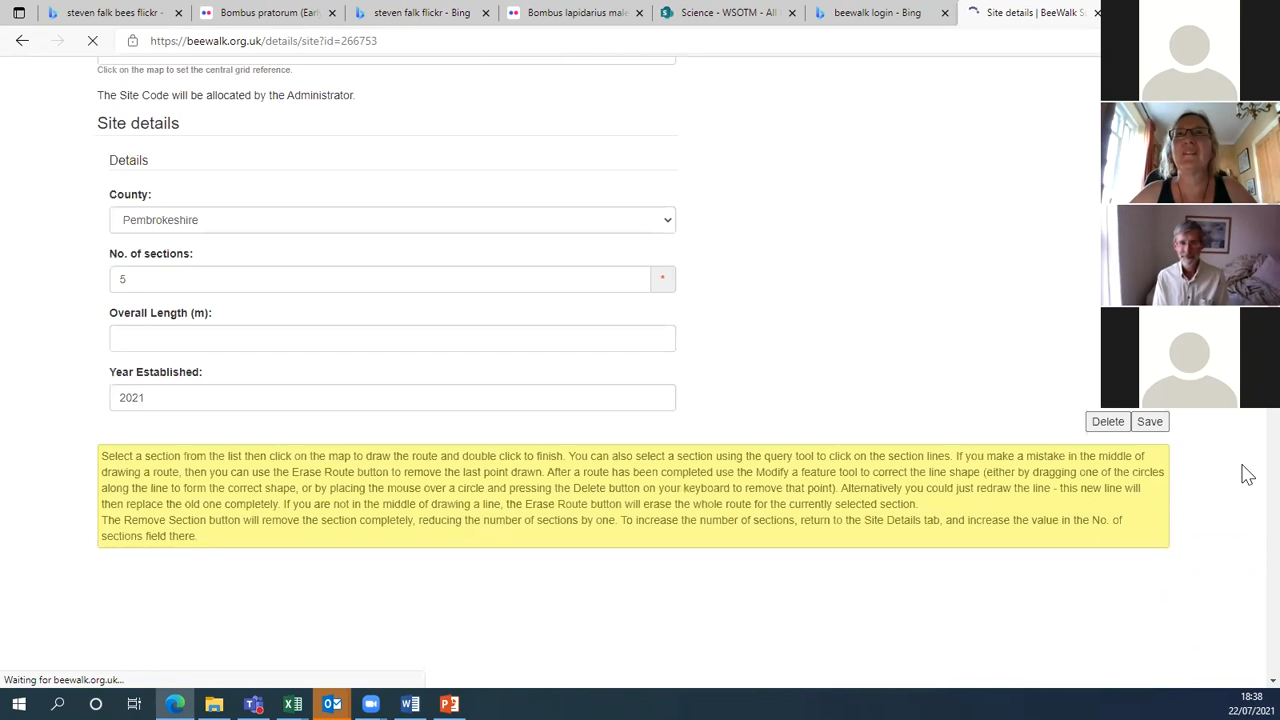 steven falk bees flickr -
Bombus pratorum (Early
steven falk flickr - Bing
Bombus lapidarius male
Science - WSOTM - All
beewalk login - Bing
Site details | BeeWalk S
https://beewalk.org.uk/details/site?id=266753
Click on the map to set the central grid reference.
The Site Code will be allocated by the Administrator.
Site details
Details
County:
Pembrokeshire
No. of sections:
5 *
Overall Length (m):
Year Established:
2021
Delete Save
Select a section from the list then click on the map to draw the route and double click to finish. You can also select a section using the query tool to click on the section lines. If you make a mistake in the middle of
drawing a route, then you can use the Erase Route button to remove the last point drawn. After a route has been completed use the Modify a feature tool to correct the line shape (either by dragging one of the circles
along the line to form the correct shape, or by placing the mouse over a circle and pressing the Delete button on your keyboard to remove that point). Alternatively you could just redraw the line - this new line will
then replace the old one completely. If you are not in the middle of drawing a line, the Erase Route button will erase the whole route for the currently selected section.
The Remove Section button will remove the section completely, reducing the number of sections by one. To increase the number of sections, return to the Site Details tab, and increase the value in the No. of
sections field there.
Waiting for beewalk.org.uk...
18:38
22/07/2021